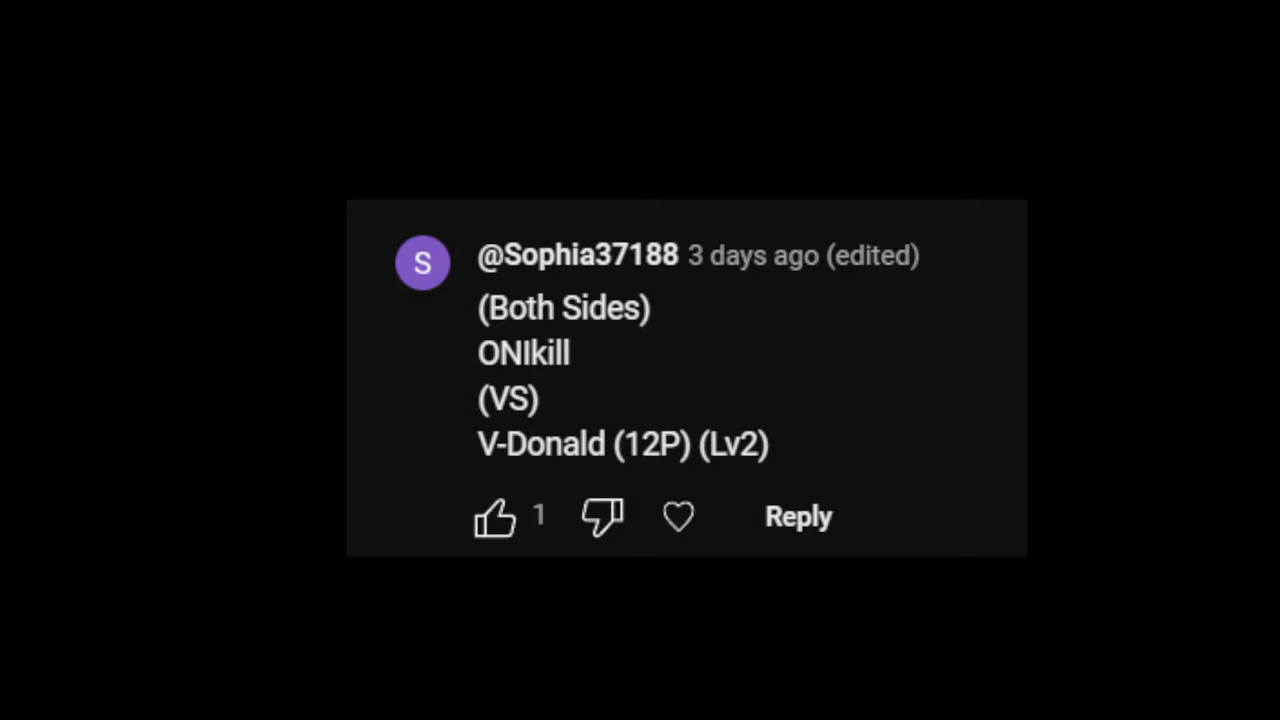 S
@Sophia37188 3 days ago (edited)
(Both Sides)
ONIkill
(VS)
V-Donald (12P) (Lv2)
1
Reply